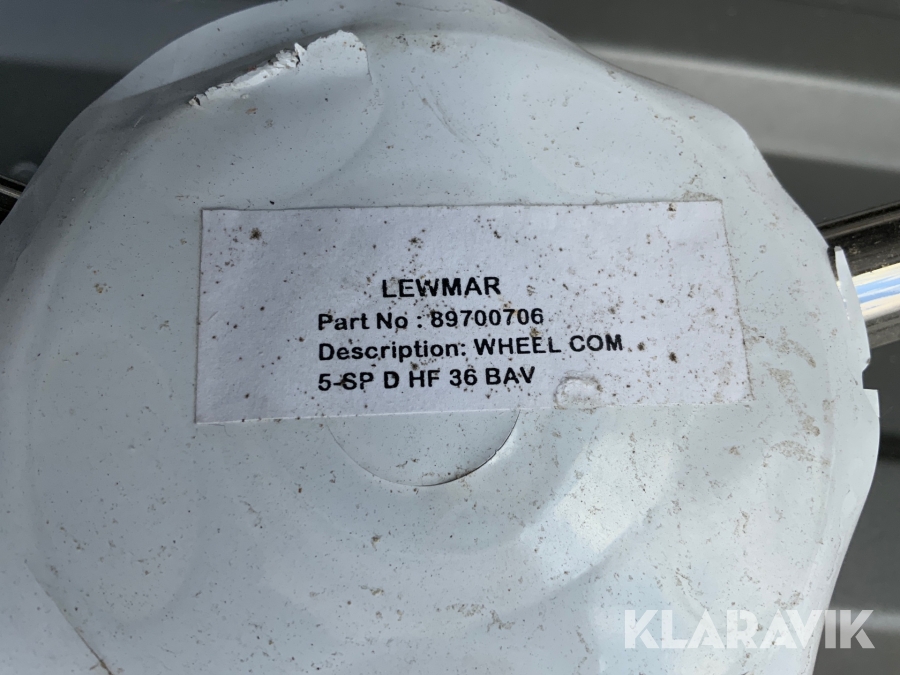 LEWMAR
Part No : 89700706
Description: WHEEL COM
5-SP D HF 36 BAV
KLARAVIK